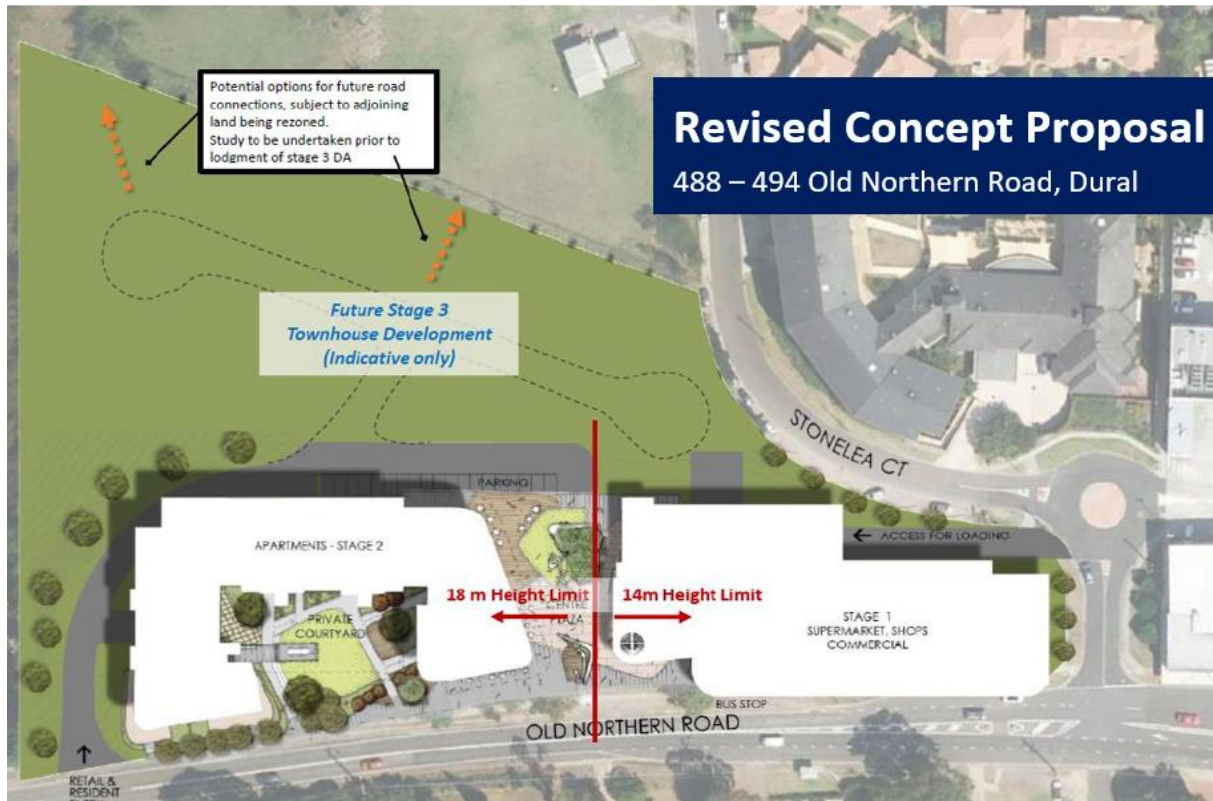 Potential options for future road
connections, subject to adjoining
land being rezoned.
Study to be undertaken prior to
lodgment of stage 3 DA
Revised Concept Proposal
488 – 494 Old Northern Road, Dural
Future Stage 3
Townhouse Development
(Indicative only)
STONELEA CT
PARKING
APARTMENTS - STAGE 2
ACCESS FOR LOADING
18 m Height Limit
14m Height Limit
CENTRE
PLAZA
PRIVATE
COURTYARD
STAGE 1
SUPERMARKET, SHOPS
COMMERCIAL
BUS STOP
OLD NORTHERN ROAD
RETAIL &
RESIDENT